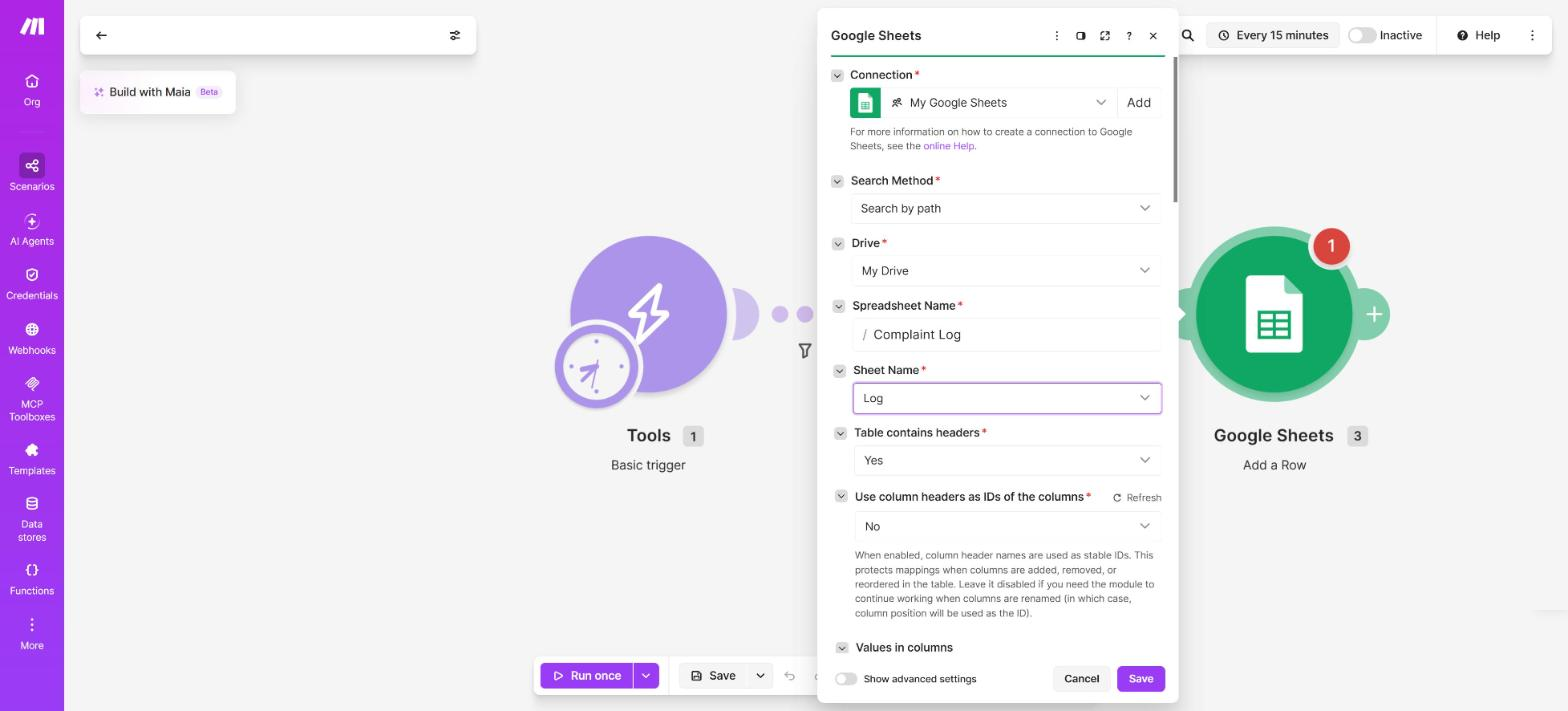 Org
Scenarios
AI Agents
Credentials
Webhooks
MCP
Toolboxes
Templates
Data
stores
Functions
More
Build with Maia Beta
Tools 1
Basic trigger
Run once
Save
Google Sheets
?
Connection*
My Google Sheets
Add
For more information on how to create a connection to Google
Sheets, see the online Help.
Search Method*
Search by path
Drive*
My Drive
Spreadsheet Name*
/ Complaint Log
Sheet Name*
Log
Table contains headers*
Yes
Use column headers as IDs of the columns* Refresh
No
When enabled, column header names are used as stable IDs. This
protects mappings when columns are added, removed, or
reordered in the table. Leave it disabled if you need the module to
continue working when columns are renamed (in which case,
column position will be used as the ID).
Values in columns
Show advanced settings
Cancel
Save
Every 15 minutes
Inactive
? Help
1
Google Sheets 3
Add a Row